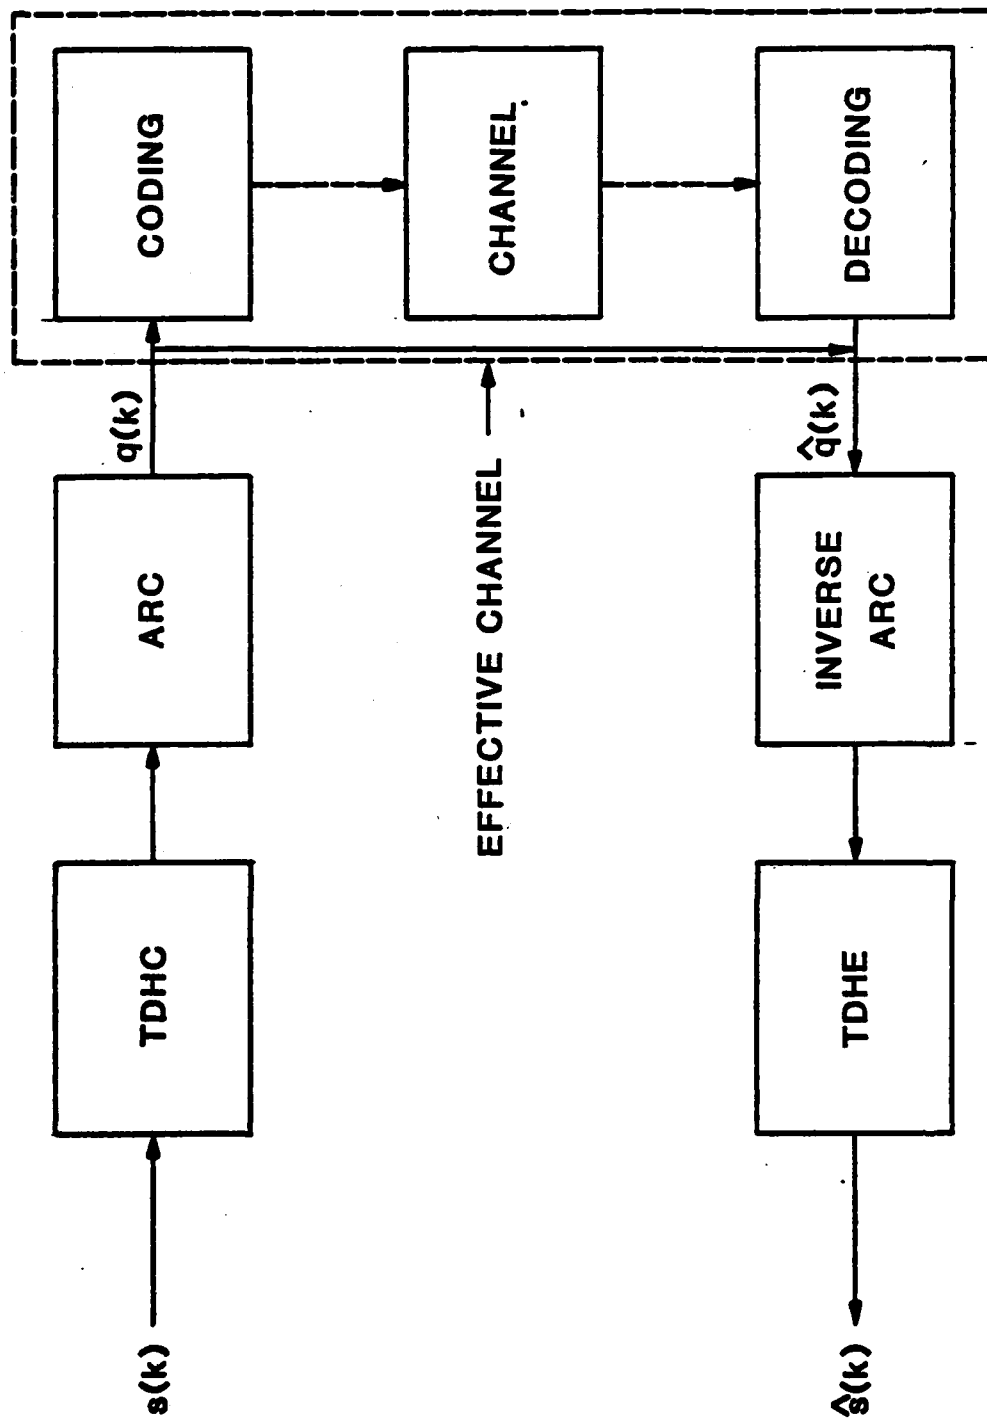 s(k)
TDHC
ARC
q(k)
CODING
CHANNEL
DECODING
EFFECTIVE CHANNEL
q̂(k)
INVERSE
ARC
TDHE
ŝ(k)